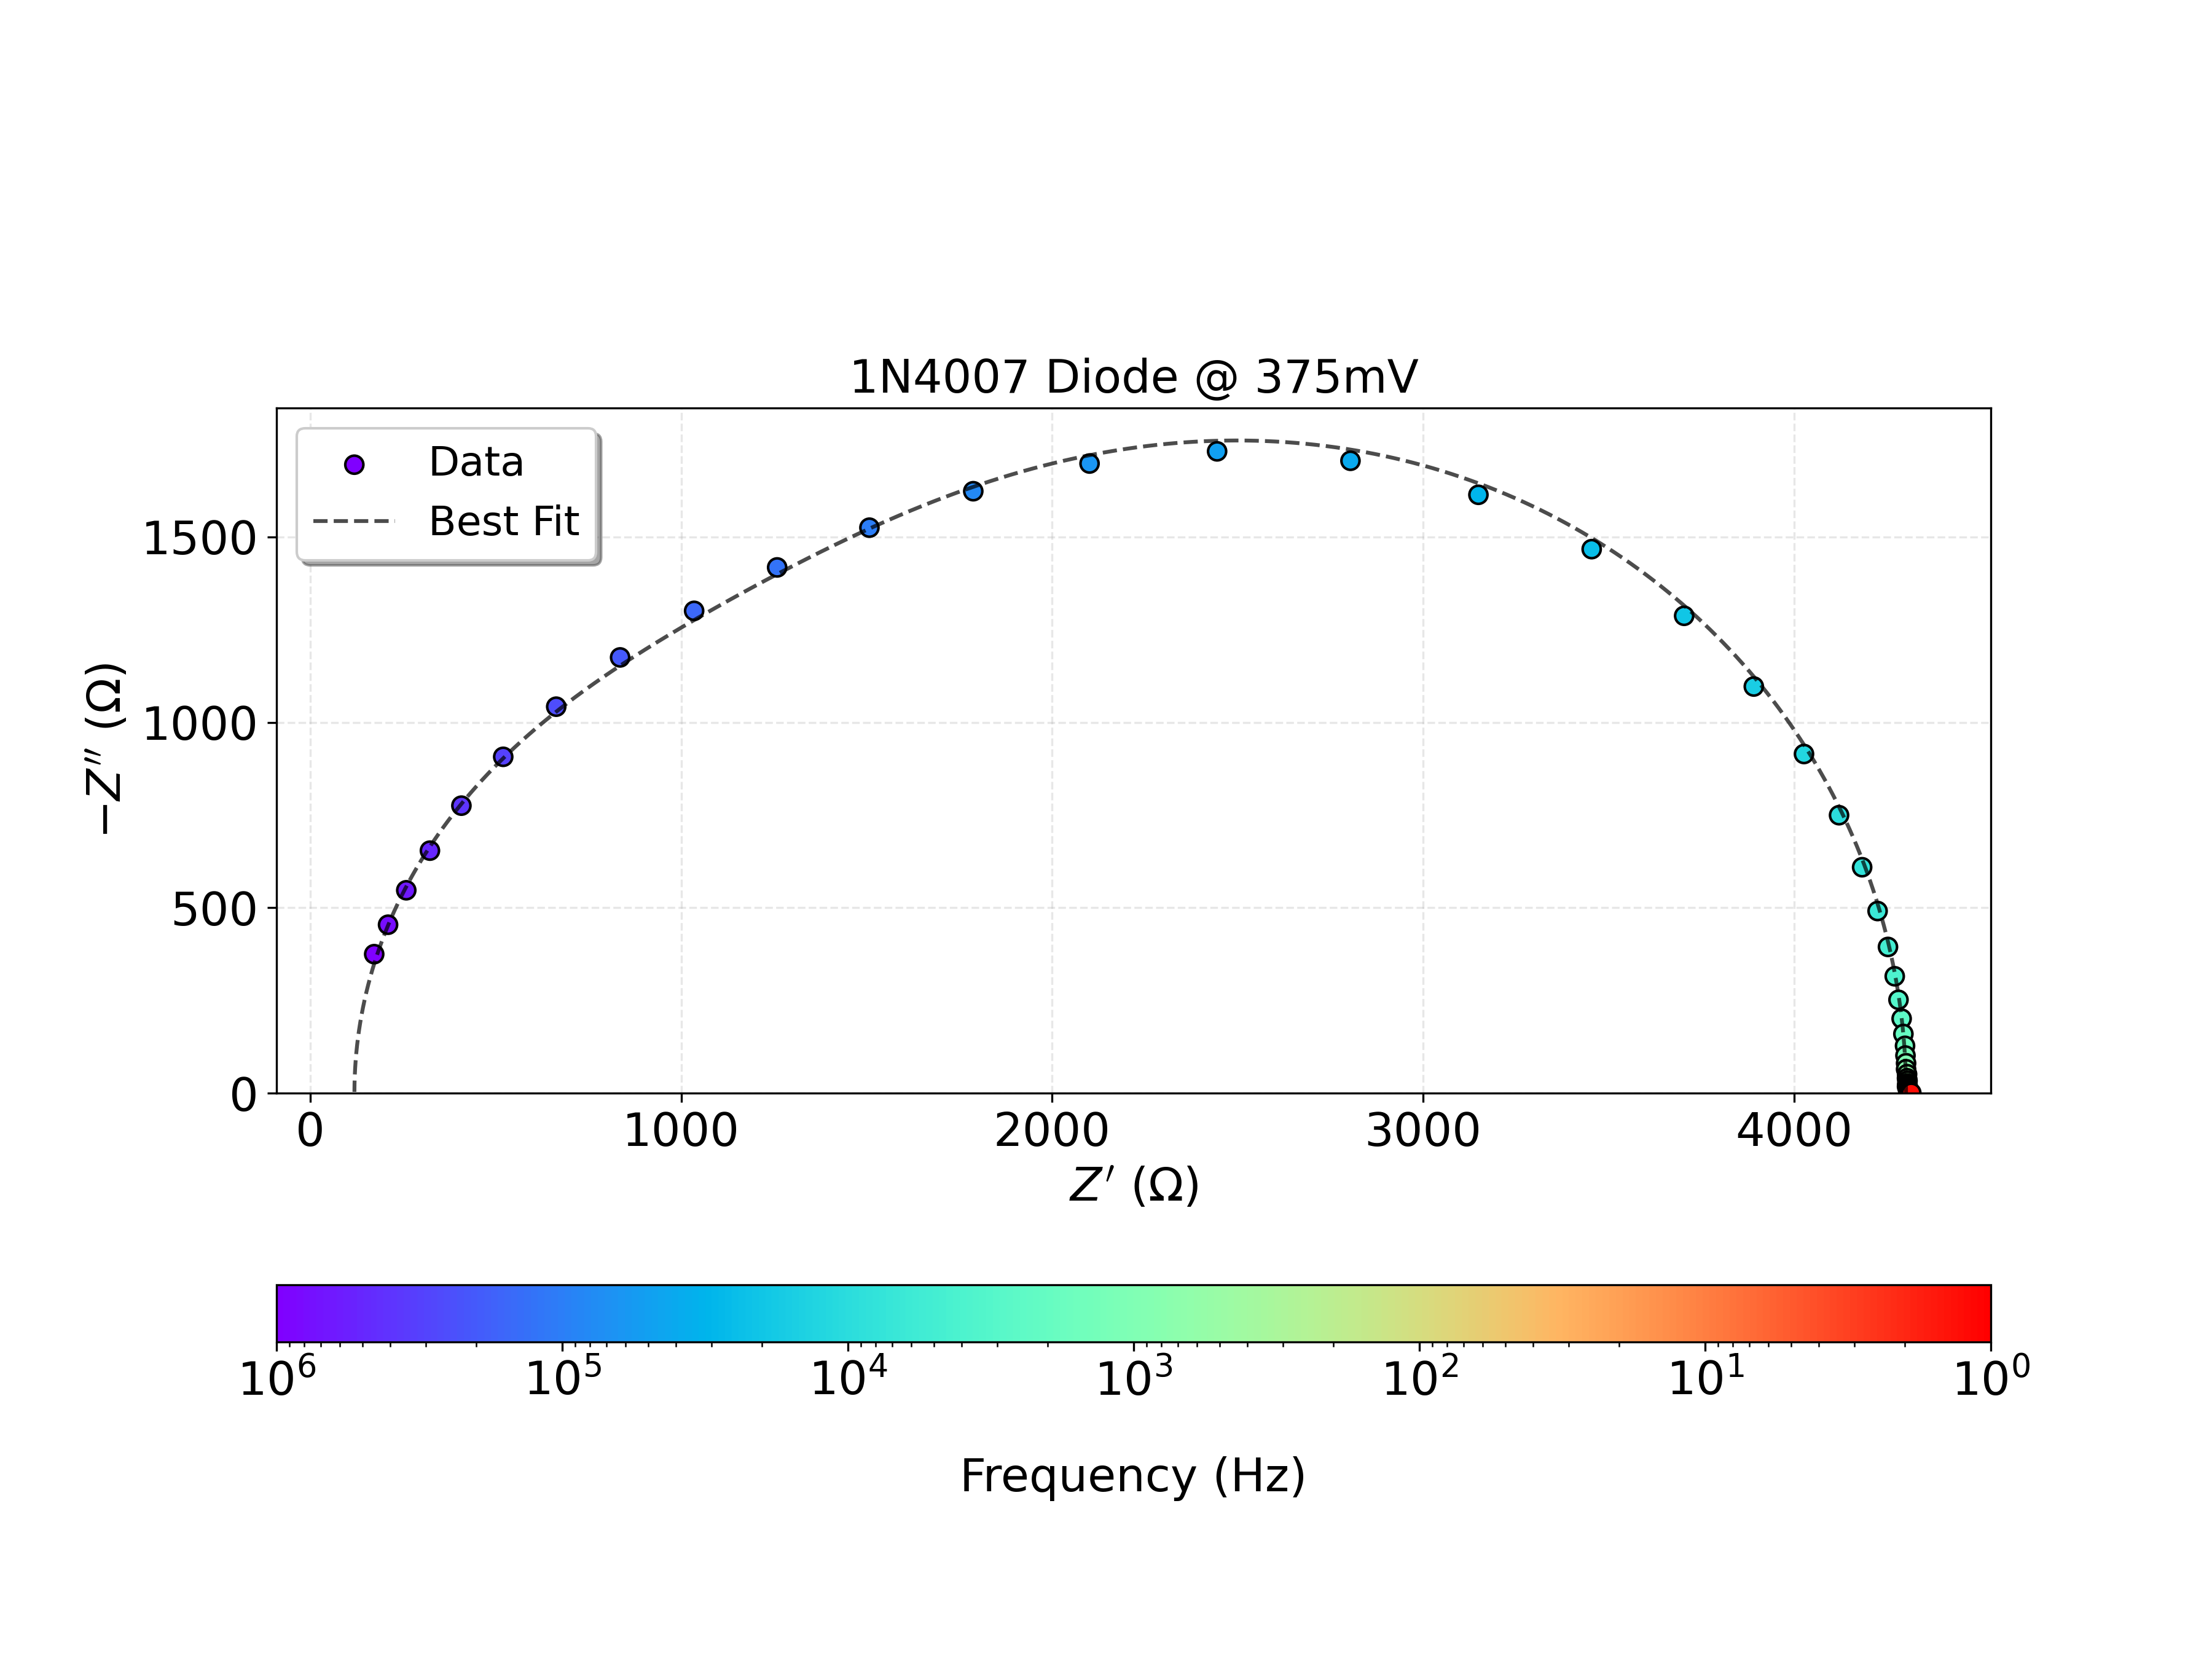 1N4007 Diode @ 375mV
Data
Best Fit
1500
1000
500
0
−Z′′ (Ω)
0 1000 2000 3000 4000
Z′ (Ω)
10⁶ 10⁵ 10⁴ 10³ 10² 10¹ 10⁰
Frequency (Hz)